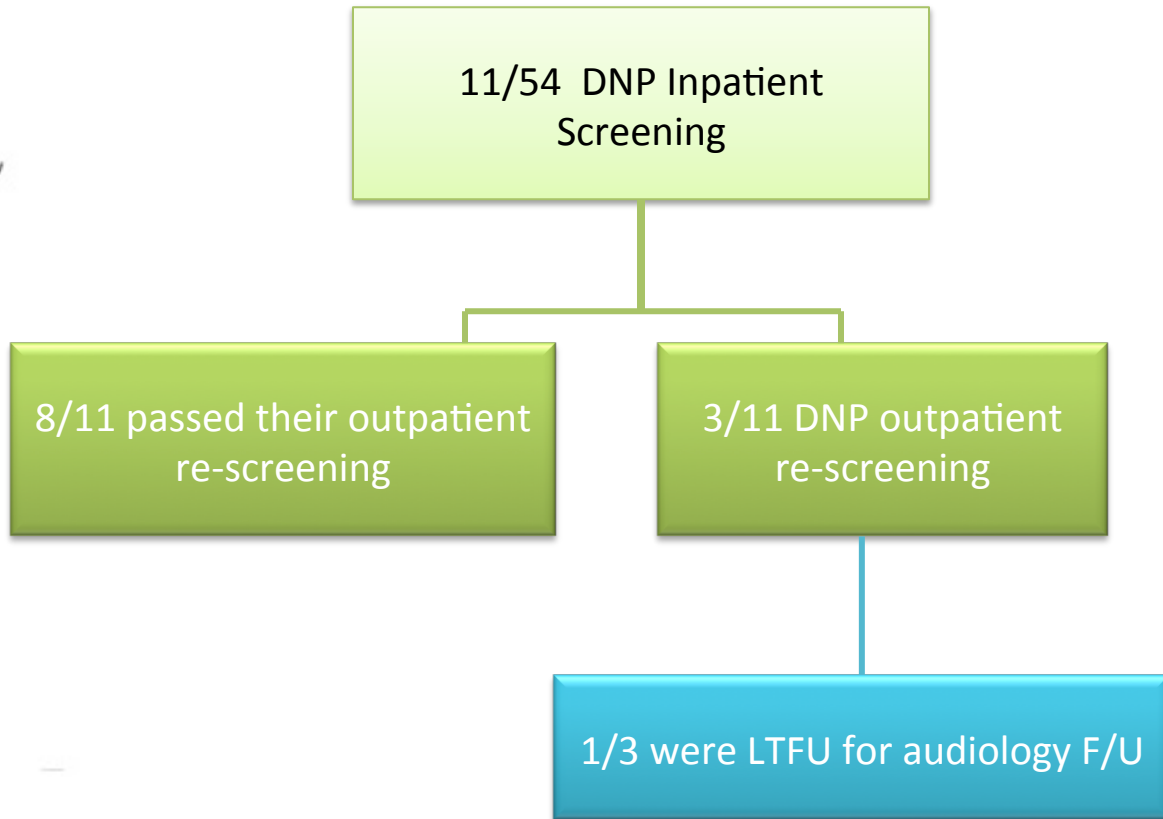 11/54 DNP Inpatient
Screening
8/11 passed their outpatient
re-screening
3/11 DNP outpatient
re-screening
1/3 were LTFU for audiology F/U